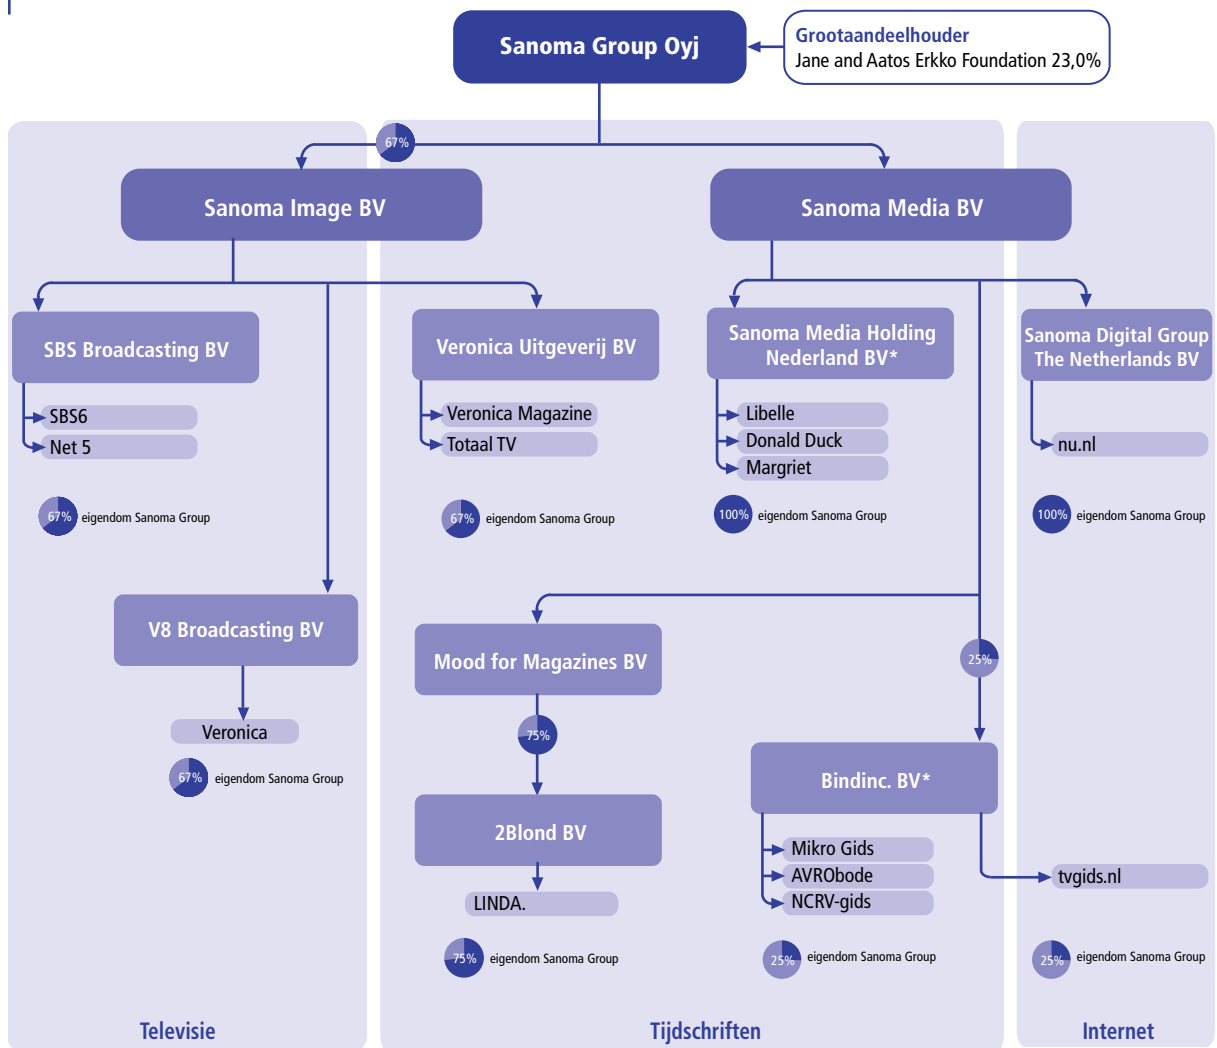 Sanoma Group Oyj
Grootaandeelhouder
Jane and Aatos Erkko Foundation 23,0%
67%
Sanoma Image BV
Sanoma Media BV
SBS Broadcasting BV
SBS6
Net 5
67% eigendom Sanoma Group
Veronica Uitgeverij BV
Veronica Magazine
Totaal TV
67% eigendom Sanoma Group
Sanoma Media Holding
Nederland BV*
Libelle
Donald Duck
Margriet
100% eigendom Sanoma Group
Sanoma Digital Group
The Netherlands BV
nu.nl
100% eigendom Sanoma Group
V8 Broadcasting BV
Veronica
67% eigendom Sanoma Group
Mood for Magazines BV
75%
2Blond BV
LINDA.
75% eigendom Sanoma Group
25%
Bindinc. BV*
Mikro Gids
AVRObode
NCRV-gids
25% eigendom Sanoma Group
tvgids.nl
25% eigendom Sanoma Group
Televisie
Tijdschriften
Internet